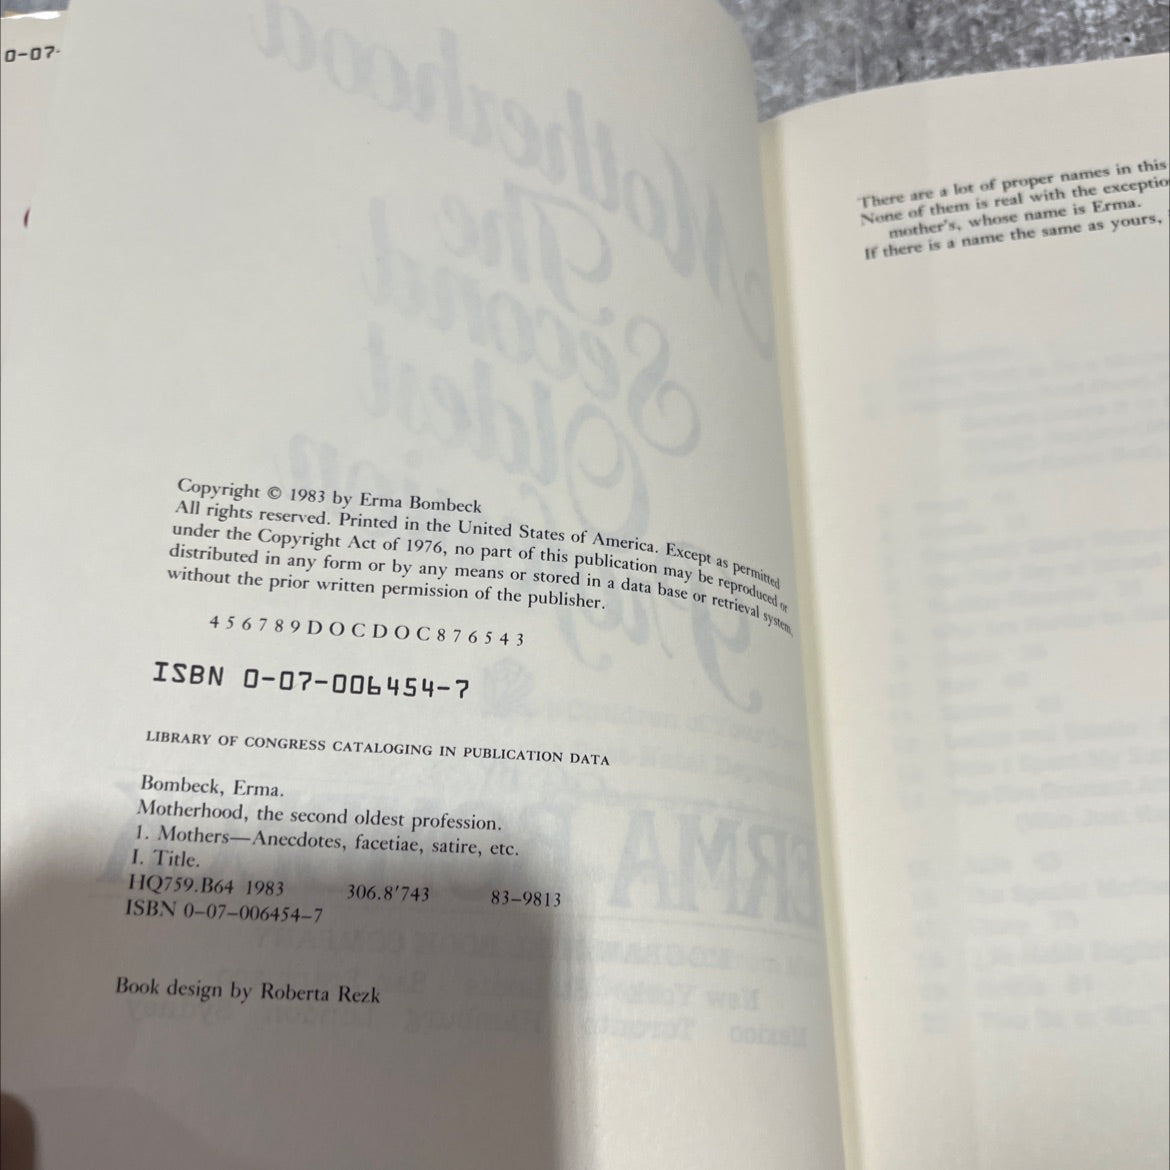 0-07-
Copyright © 1983 by Erma Bombeck
All rights reserved. Printed in the United States of America. Except as permitted
under the Copyright Act of 1976, no part of this publication may be reproduced or
distributed in any form or by any means or stored in a data base or retrieval system,
without the prior written permission of the publisher.
4 5 6 7 8 9 D O C D O C 8 7 6 5 4 3
ISBN 0-07-006454-7
LIBRARY OF CONGRESS CATALOGING IN PUBLICATION DATA
Bombeck, Erma.
Motherhood, the second oldest profession.
1. Mothers—Anecdotes, facetiae, satire, etc.
I. Title.
HQ759.B64 1983 306.8'743 83–9813
ISBN 0–07–006454–7
Book design by Roberta Rezk
There are a lot of proper names in this
None of them is real with the exceptio
mother's, whose name is Erma.
If there is a name the same as yours,